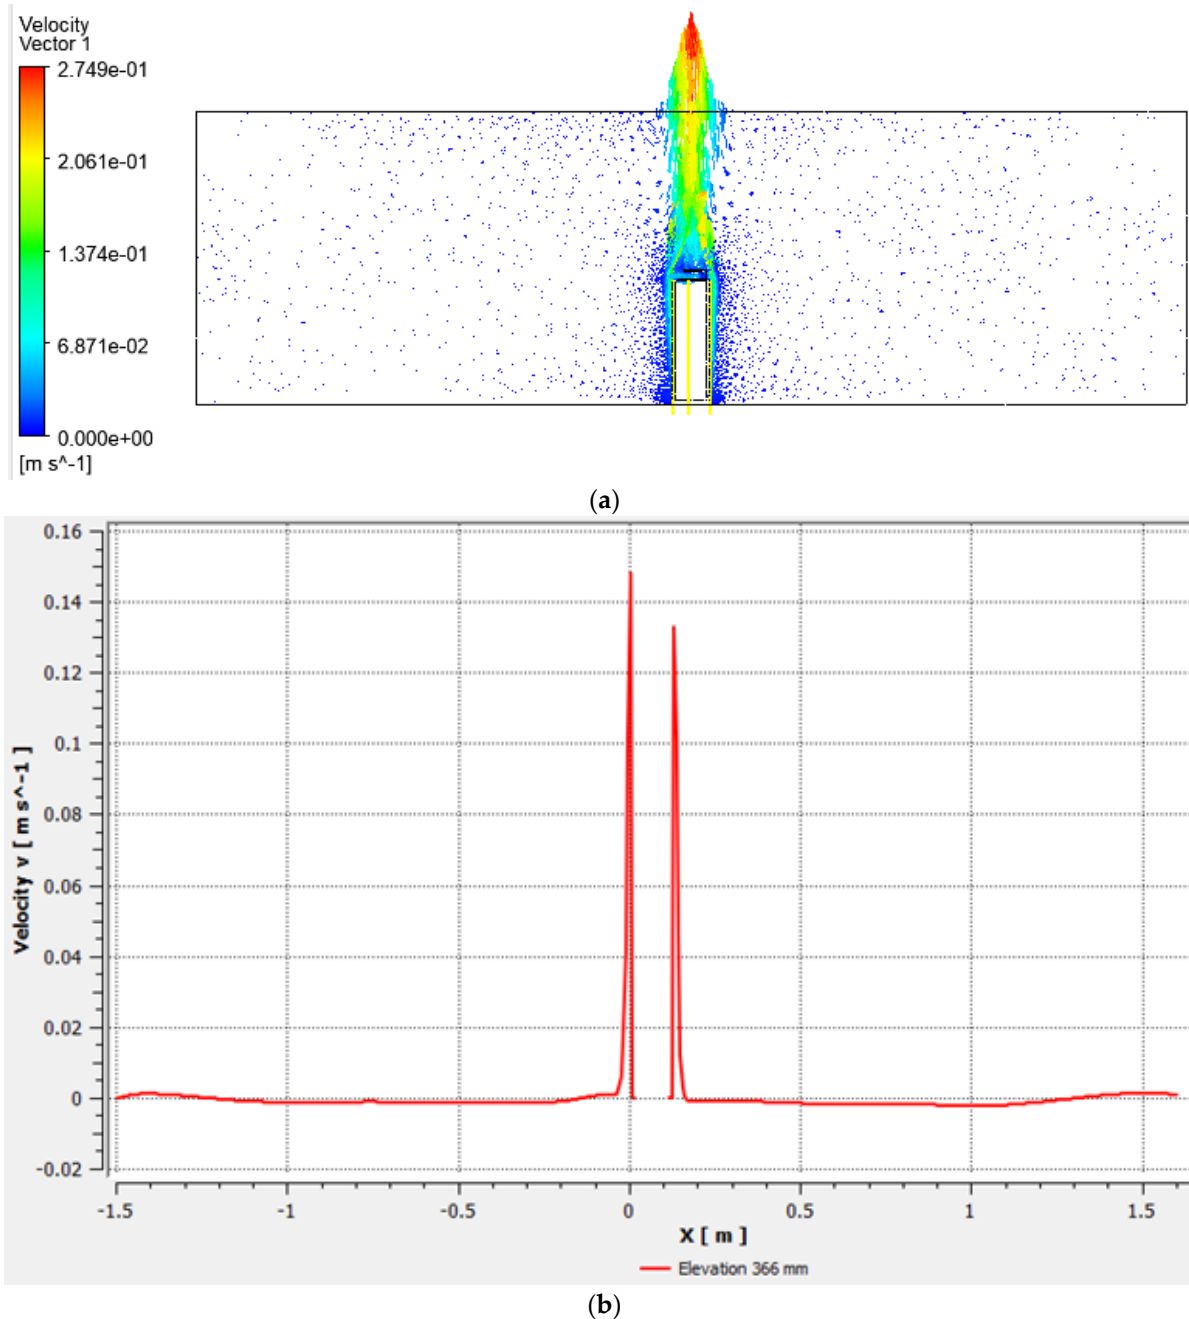 Velocity
Vector 1
2.749e-01
2.061e-01
1.374e-01
6.871e-02
0.000e+00
[m s^-1]
(a)
0.16
0.14
0.12
0.1
0.08
0.06
0.04
0.02
0
-0.02
Velocity v [ m s^-1 ]
-1.5 -1 -0.5 0 0.5 1 1.5
X [ m ]
Elevation 366 mm
(b)